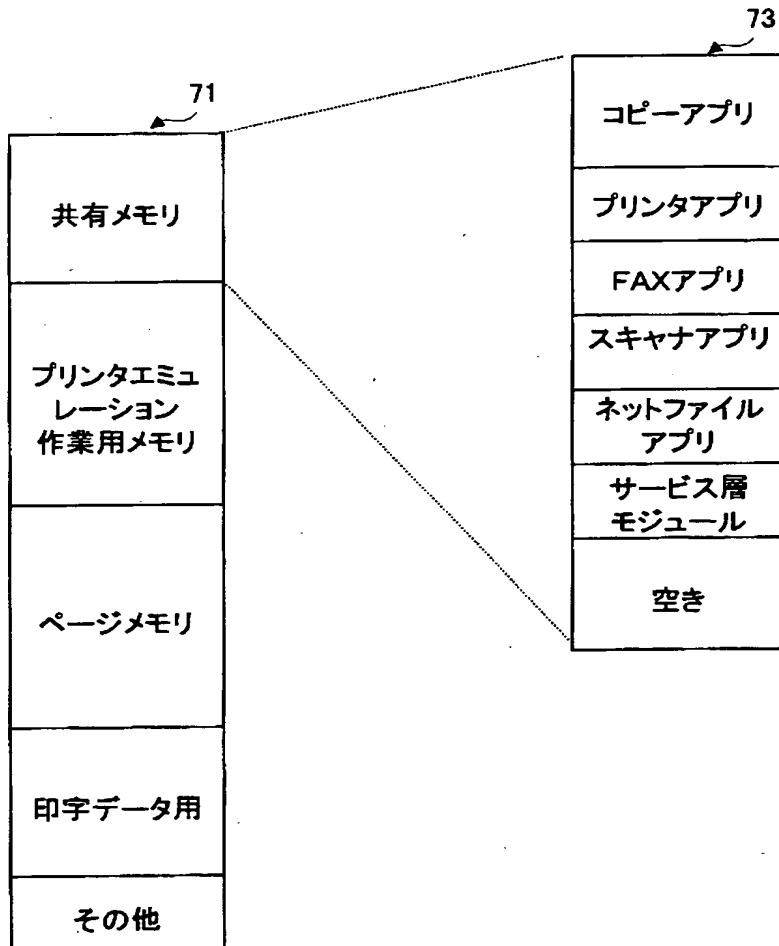 71
共有メモリ
プリンタエミュ
レーション
作業用メモリ
ページメモリ
印字データ用
その他
73
コピーアプリ
プリンタアプリ
FAXアプリ
スキャナアプリ
ネットファイル
アプリ
サービス層
モジュール
空き